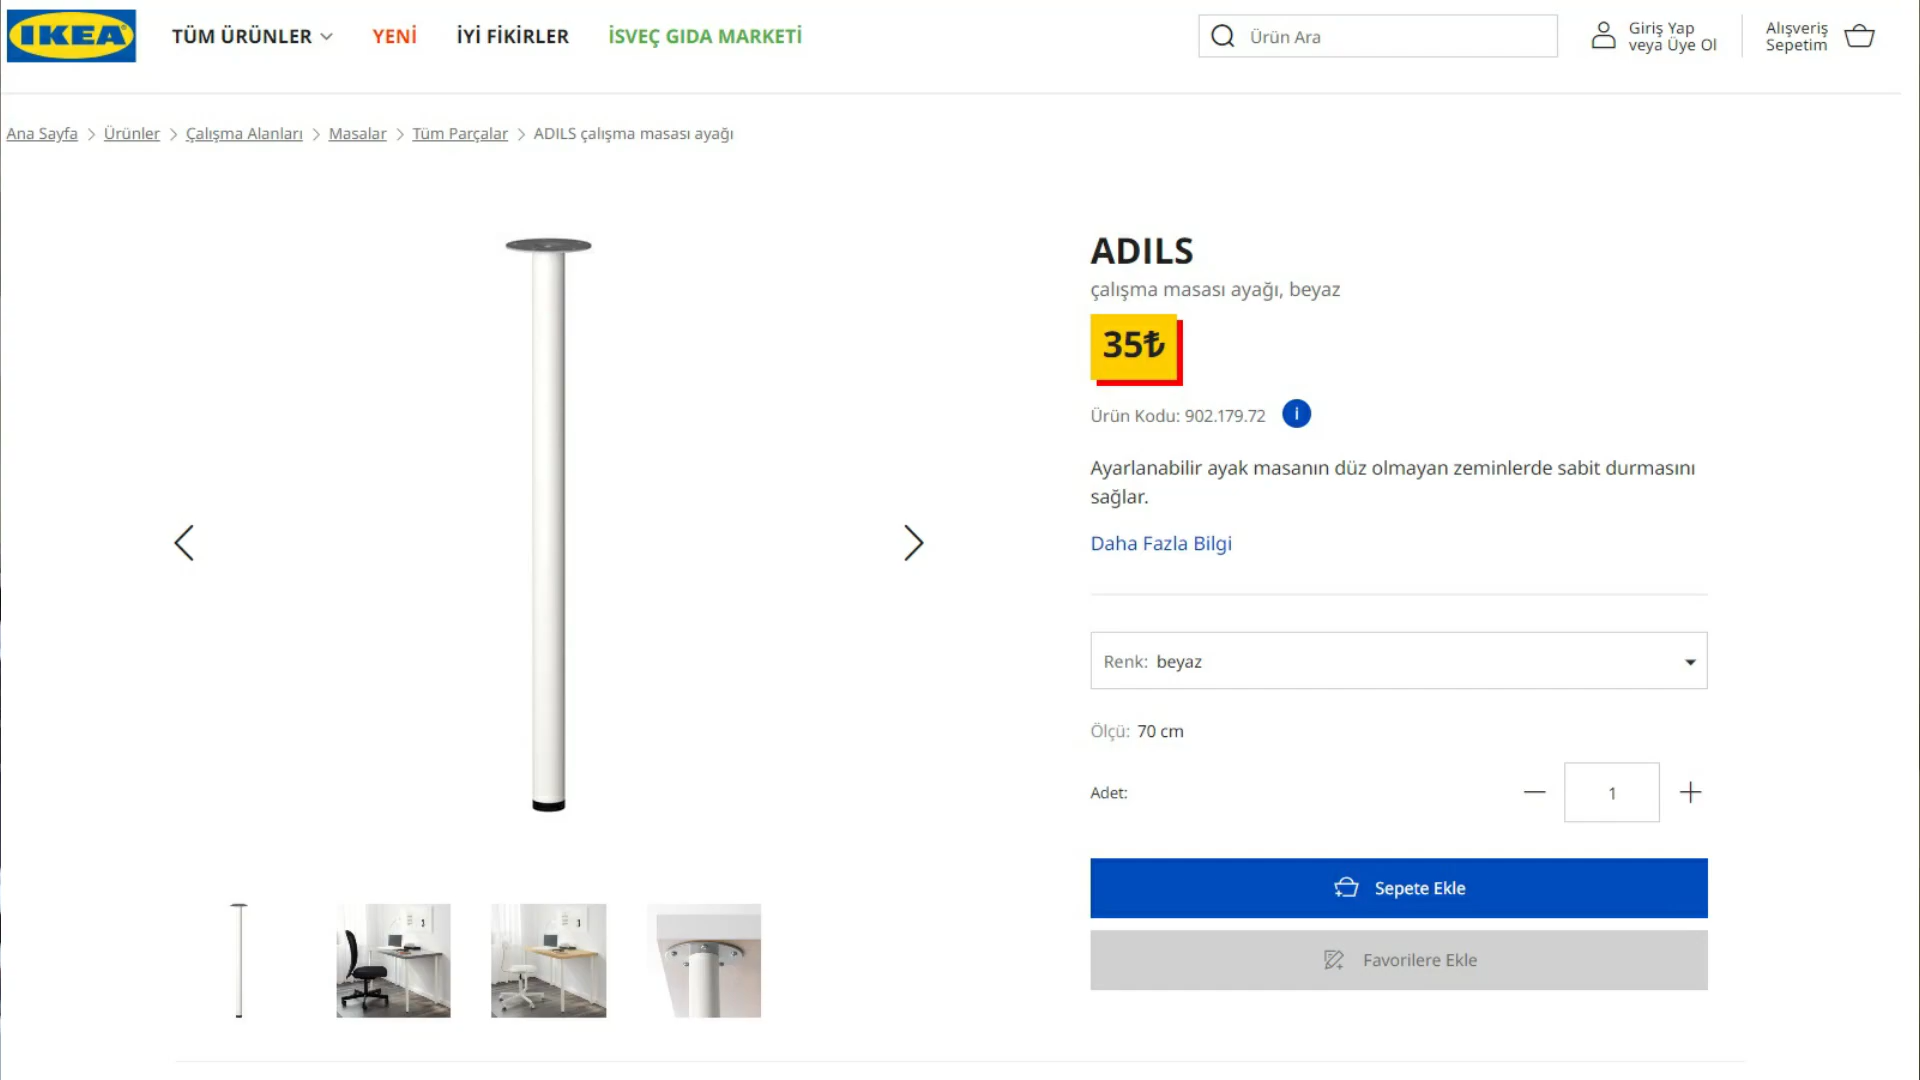 IKEA
TÜM ÜRÜNLER
YENİ
İYİ FİKİRLER
İSVEÇ GIDA MARKETİ
Ürün Ara
Giriş Yap
veya Üye Ol
Alışveriş
Sepetim
Ana Sayfa > Ürünler > Çalışma Alanları > Masalar > Tüm Parçalar > ADILS çalışma masası ayağı
ADILS
çalışma masası ayağı, beyaz
35₺
Ürün Kodu: 902.179.72
i
Ayarlanabilir ayak masanın düz olmayan zeminlerde sabit durmasını
sağlar.
Daha Fazla Bilgi
Renk: beyaz
Ölçü: 70 cm
Adet:
1
Sepete Ekle
Favorilere Ekle